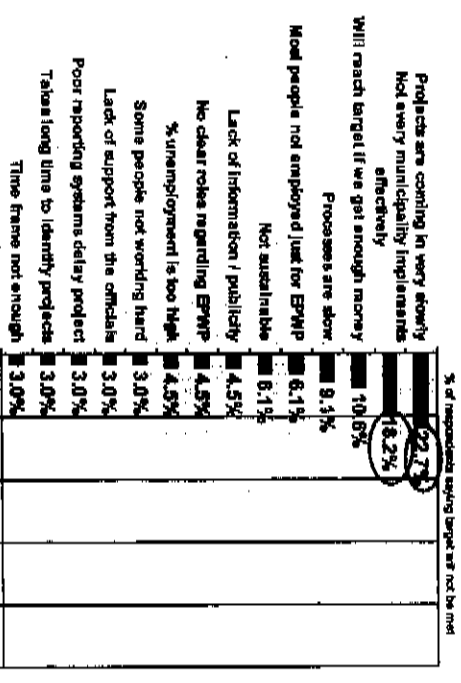 % of respondents saying target will not be met
Projects are coming in very slowly
22.7%
Not every municipality implements
effectively
18.2%
Will reach target if we get enough money
10.6%
Processes are slow
9.1%
Most people not employed just for EPWP
6.1%
Not sustainable
6.1%
Lack of information / publicity
4.5%
No clear roles regarding EPWP
4.5%
% unemployment is too high
4.5%
Some people not working hard
3.0%
Lack of support from the officials
3.0%
Poor reporting systems delay project
3.0%
Takes long time to identify projects
3.0%
Time frame not enough
3.0%